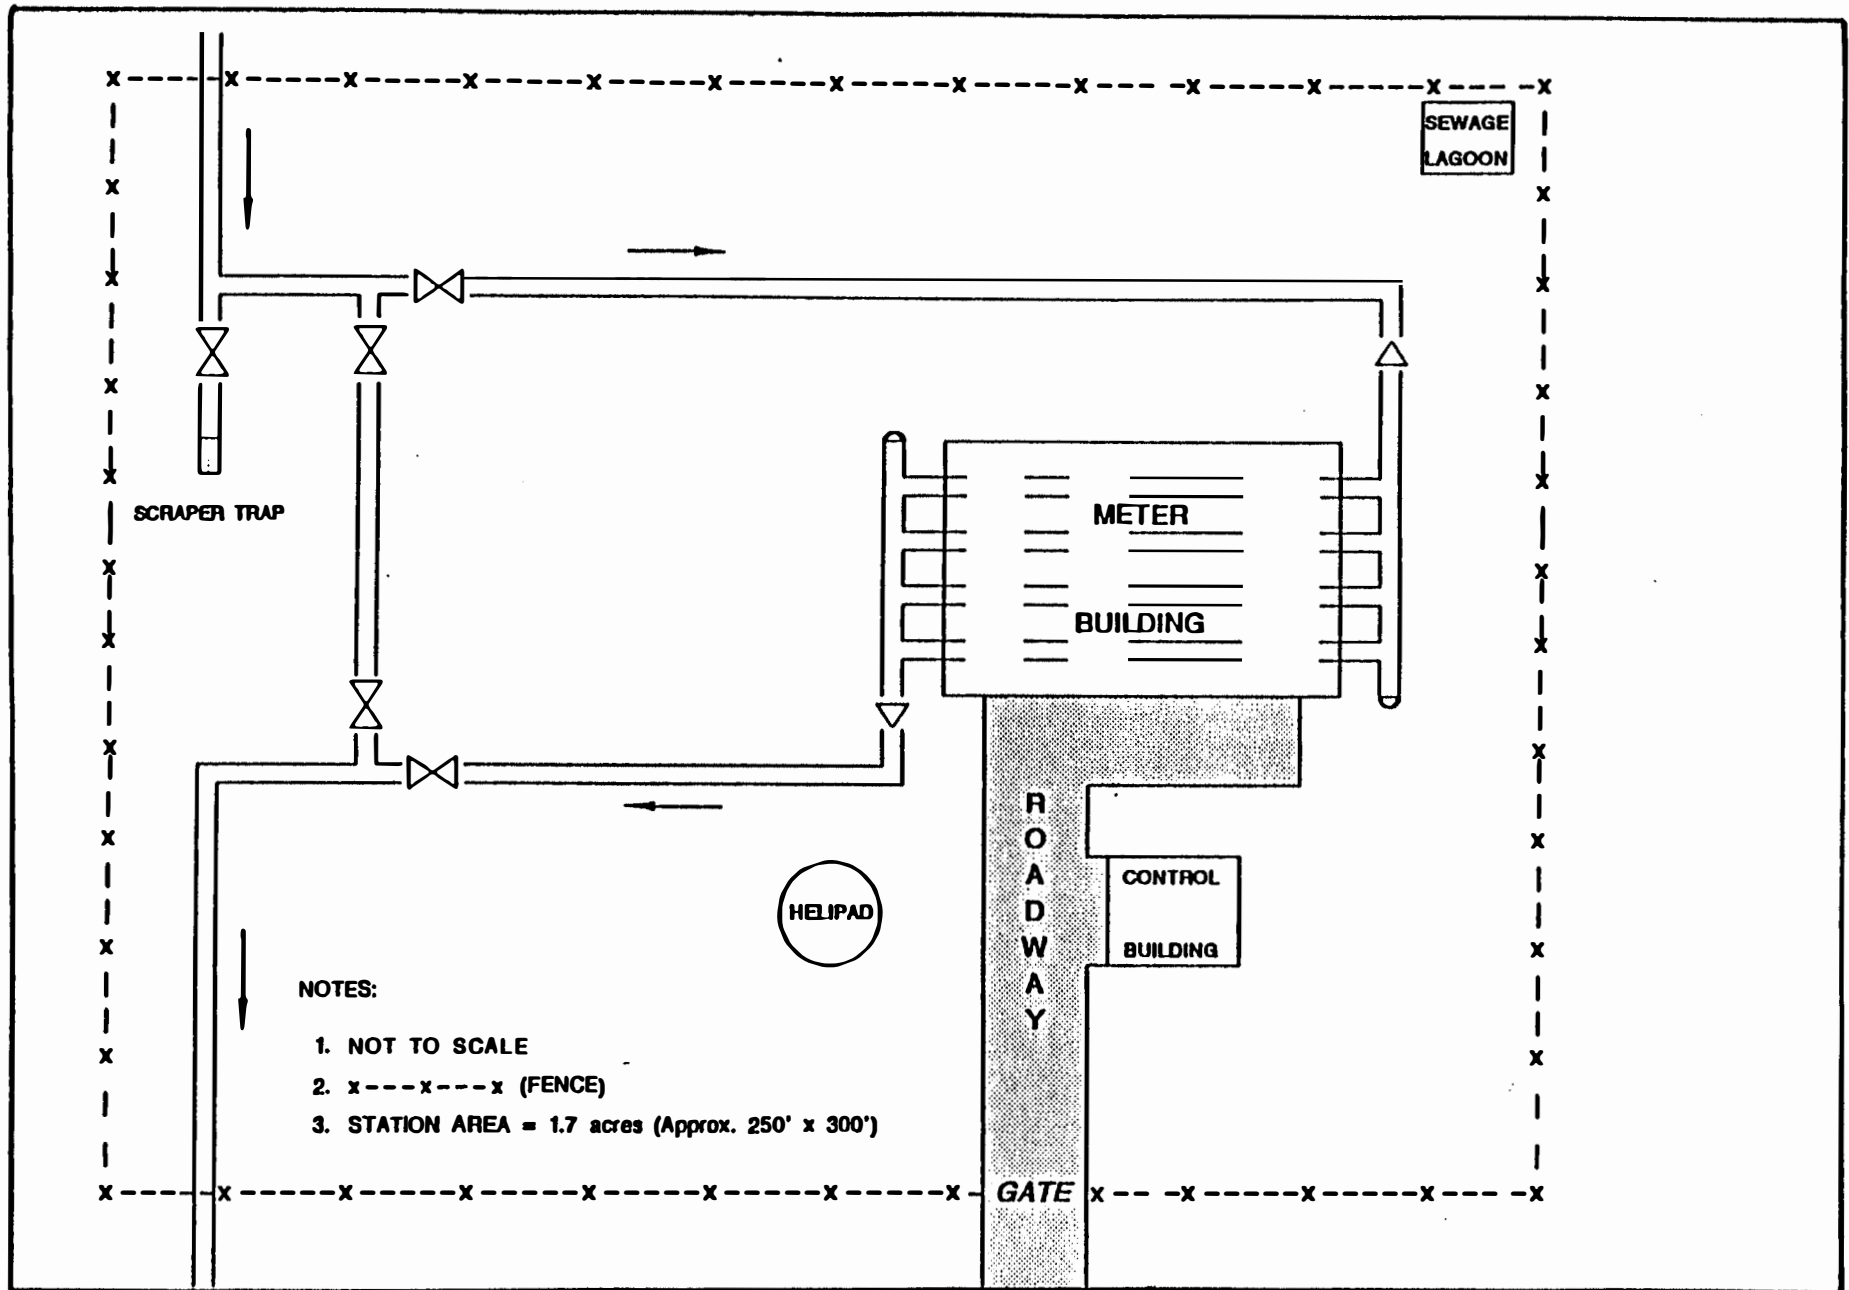 SEWAGE
LAGOON
SCRAPER TRAP
METER
BUILDING
ROADWAY
CONTROL
BUILDING
HELIPAD
NOTES:
1. NOT TO SCALE
2. x---x---x (FENCE)
3. STATION AREA = 1.7 acres (Approx. 250' x 300')
GATE